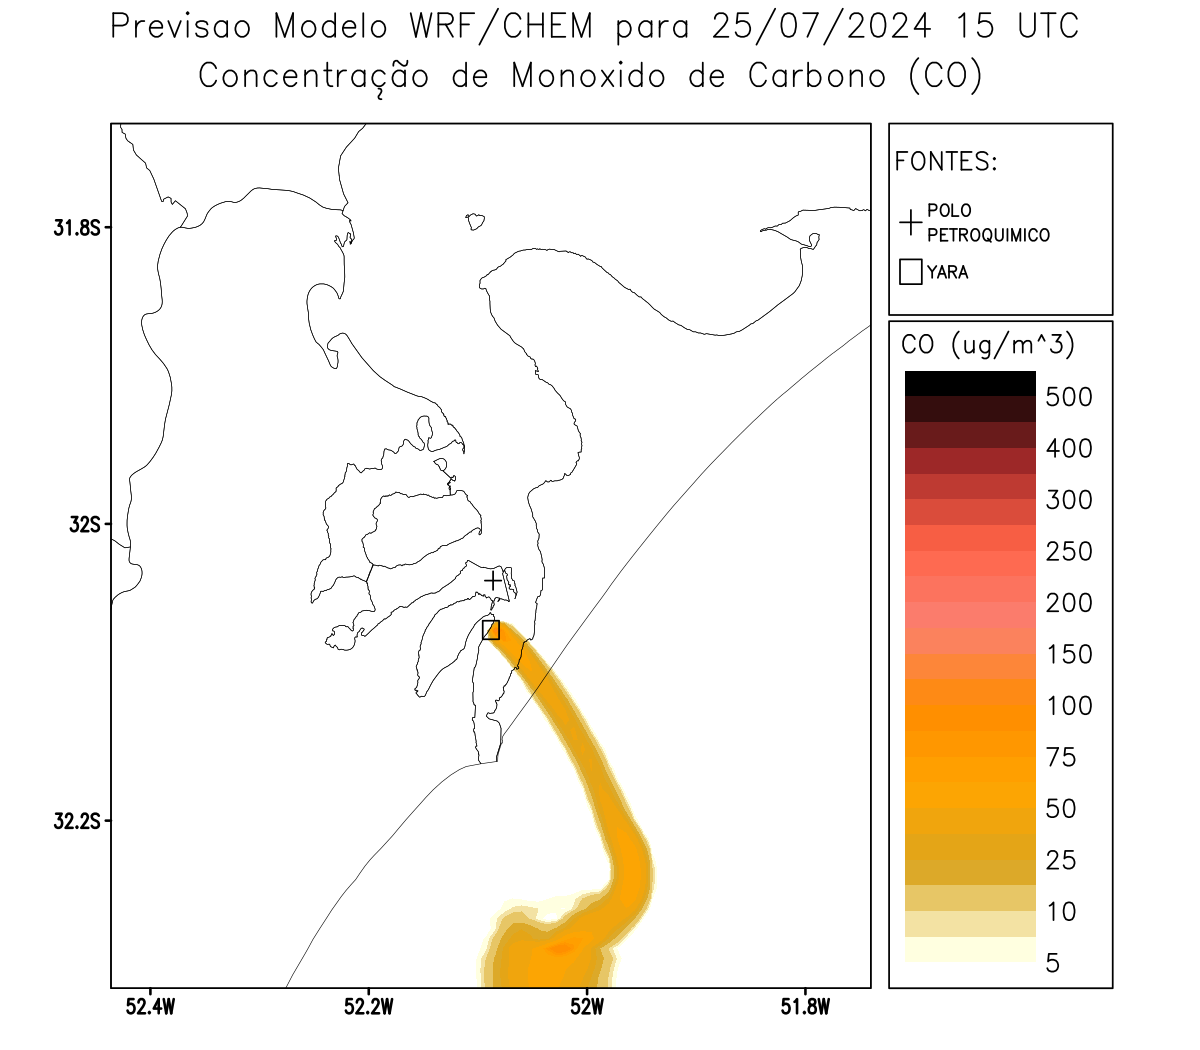 Previsao Modelo WRF/CHEM para 25/07/2024 15 UTC
Concentração de Monoxido de Carbono (CO)
FONTES:
POLO
PETROQUIMICO
YARA
CO (ug/m^3)
500
400
300
250
200
150
100
75
50
25
10
5
31.8S
32S
32.2S
52.4W
52.2W
52W
51.8W